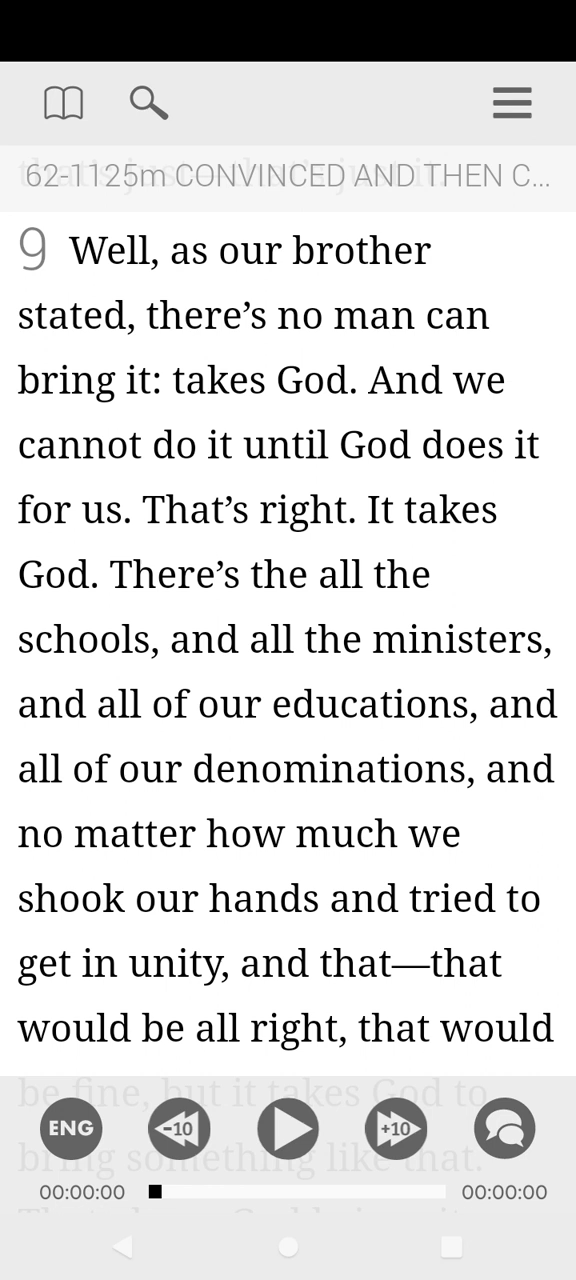 that's just—that's just it.
62-1125m CONVINCED AND THEN C...
9 Well, as our brother
stated, there’s no man can
bring it: takes God. And we
cannot do it until God does it
for us. That’s right. It takes
God. There’s the all the
schools, and all the ministers,
and all of our educations, and
all of our denominations, and
no matter how much we
shook our hands and tried to
get in unity, and that—that
would be all right, that would
be fine, but it takes God to
ENG -10 +10
bring something like that.
00:00:00 00:00:00